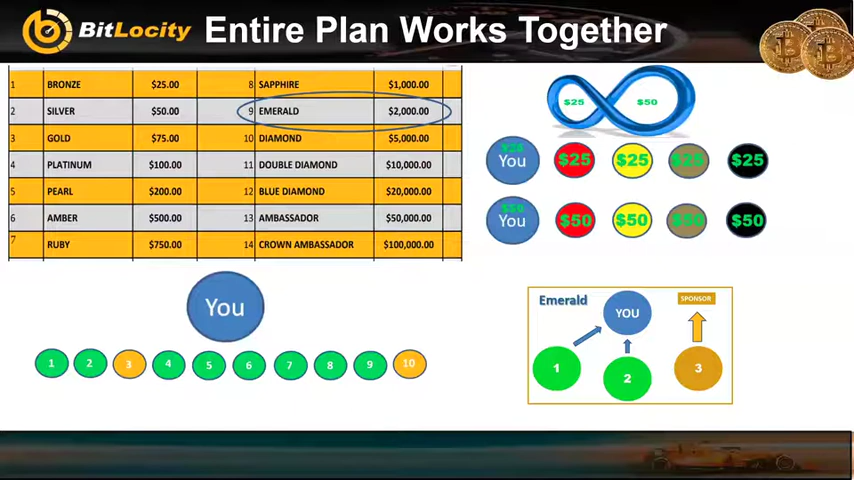 BitLocity Entire Plan Works Together
1 BRONZE $25.00 8 SAPPHIRE $1,000.00
2 SILVER $50.00 9 EMERALD $2,000.00
3 GOLD $75.00 10 DIAMOND $5,000.00
4 PLATINUM $100.00 11 DOUBLE DIAMOND $10,000.00
5 PEARL $200.00 12 BLUE DIAMOND $20,000.00
6 AMBER $500.00 13 AMBASSADOR $50,000.00
7 RUBY $750.00 14 CROWN AMBASSADOR $100,000.00
$25 $50
$25
You $25 $25 $25 $25
$50
You $50 $50 $50 $50
You
1 2 3 4 5 6 7 8 9 10
Emerald YOU SPONSOR
1 2 3